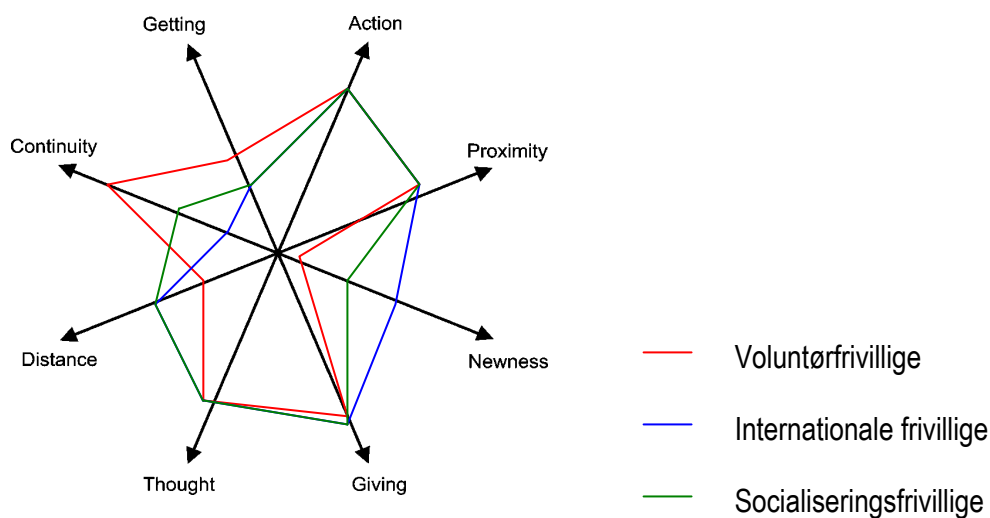 Getting
Action
Continuity
Proximity
Distance
Newness
Thought
Giving
Voluntørfrivillige
Internationale frivillige
Socialiseringsfrivillige